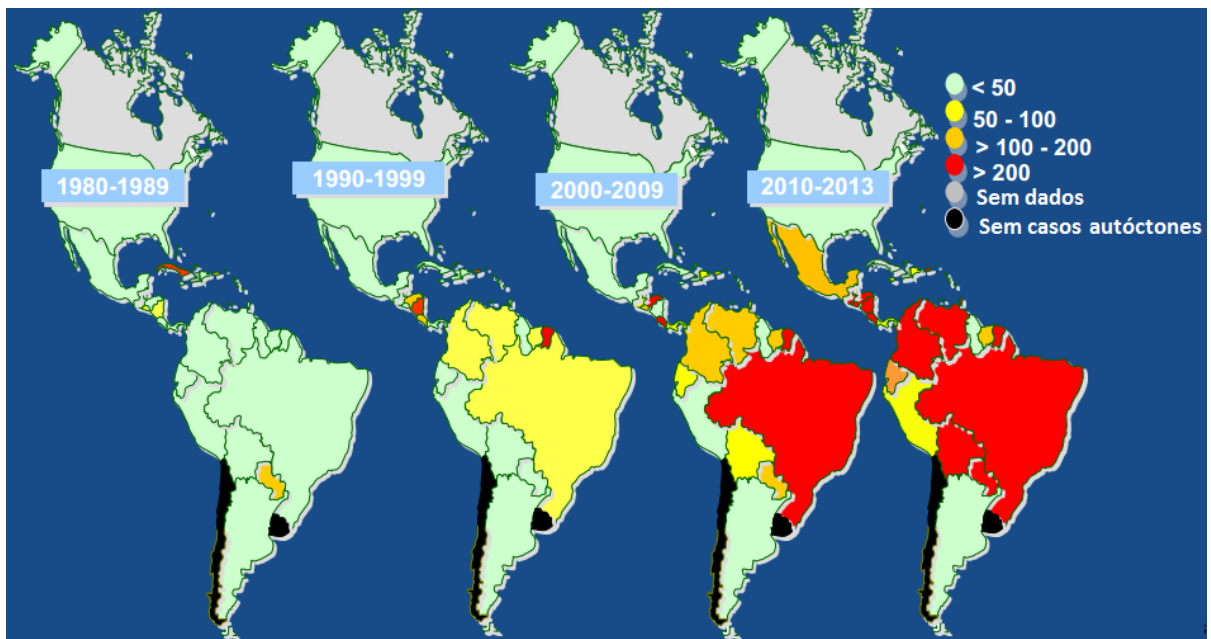 1980-1989
1990-1999
2000-2009
2010-2013
< 50
50 - 100
> 100 - 200
> 200
Sem dados
Sem casos autóctones